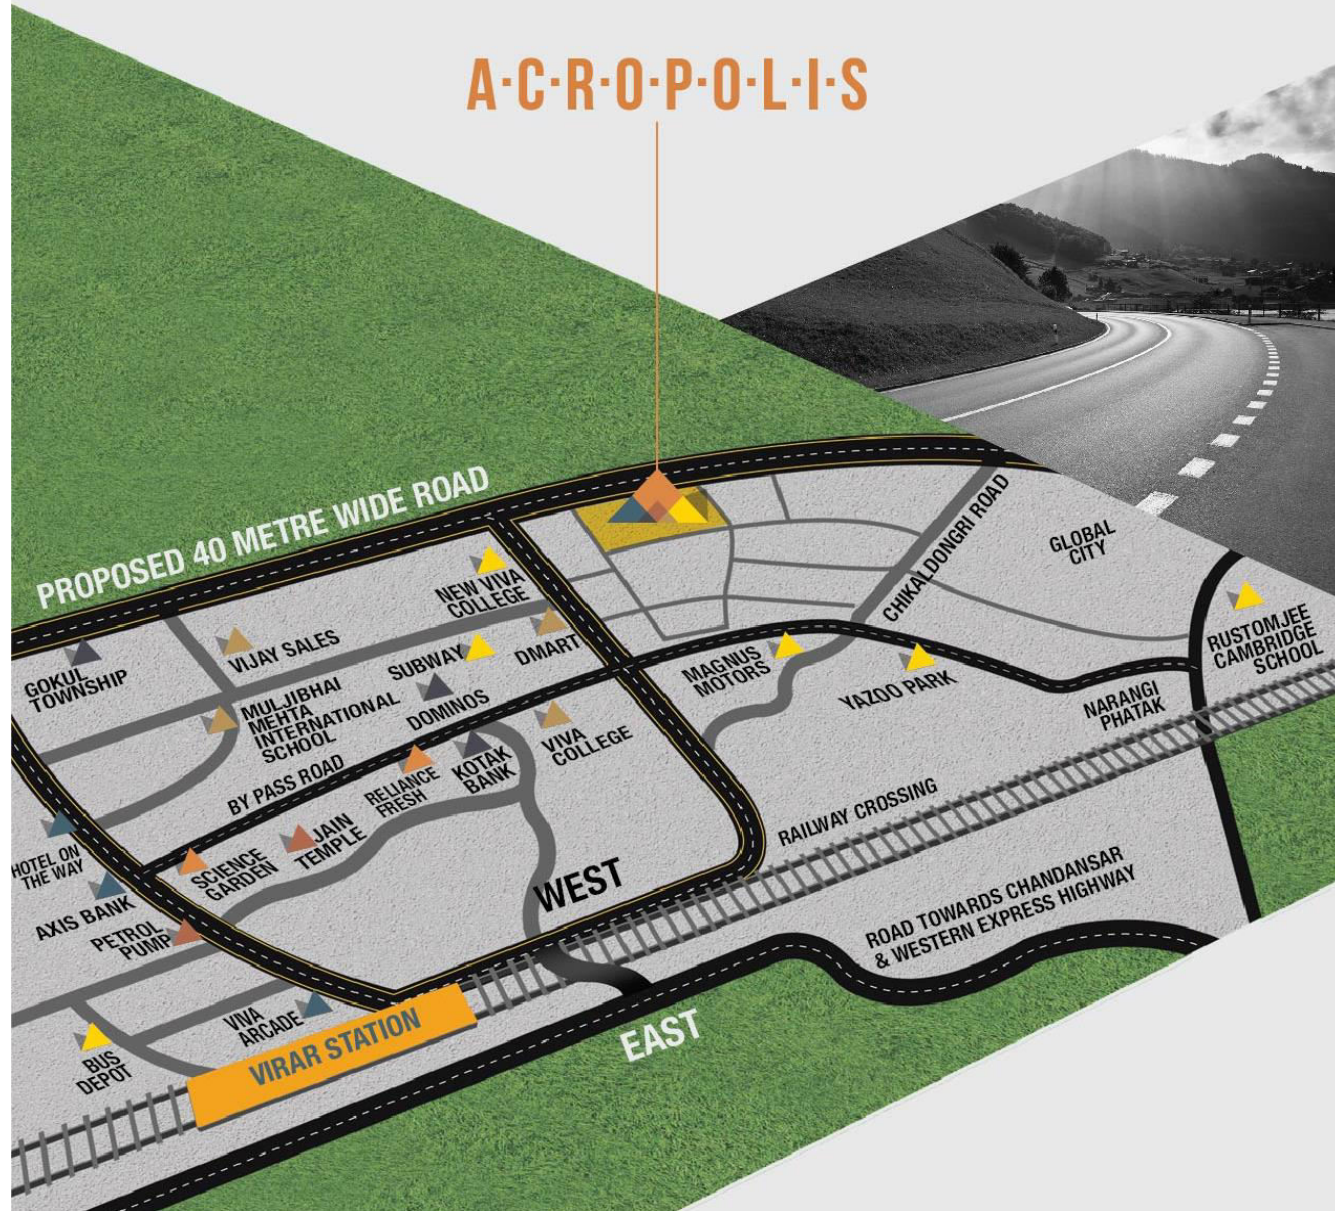 A·C·R·O·P·O·L·I·S
PROPOSED 40 METRE WIDE ROAD
CHIKALDONGRI ROAD
GLOBAL
CITY
NEW VIVA
COLLEGE
RUSTOMJEE
CAMBRIDGE
SCHOOL
VIJAY SALES
SUBWAY
DMART
GOKUL
TOWNSHIP
MAGNUS
MOTORS
YAZOO PARK
NARANGI
PHATAK
MULJIBHAI
MEHTA
INTERNATIONAL
SCHOOL
DOMINOS
VIVA
COLLEGE
BY PASS ROAD
RELIANCE
FRESH
KOTAK
BANK
RAILWAY CROSSING
JAIN
TEMPLE
SCIENCE
GARDEN
HOTEL ON
THE WAY
AXIS BANK
PETROL
PUMP
WEST
ROAD TOWARDS CHANDANSAR
& WESTERN EXPRESS HIGHWAY
VIVA
ARCADE
VIRAR STATION
EAST
BUS
DEPOT